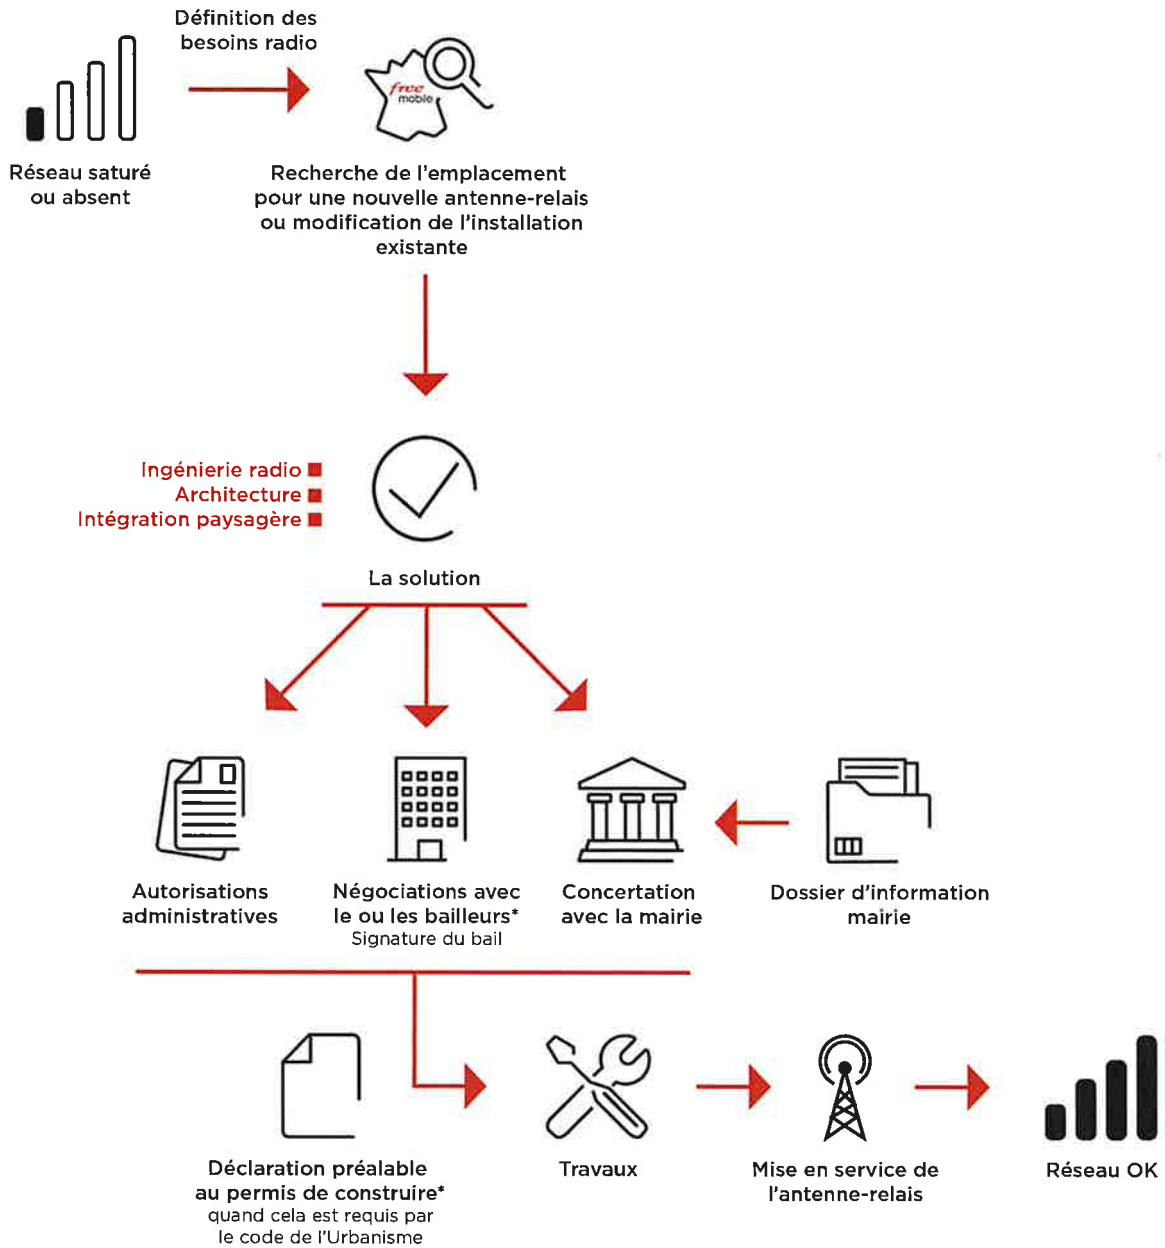 Définition des
besoins radio
free
mobile
Réseau saturé
ou absent
Recherche de l'emplacement
pour une nouvelle antenne-relais
ou modification de l'installation
existante
Ingénierie radio
Architecture
Intégration paysagère
La solution
Autorisations
administratives
Négociations avec
le ou les bailleurs*
Signature du bail
Concertation
avec la mairie
Dossier d'information
mairie
Déclaration préalable
au permis de construire*
quand cela est requis par
le code de l'Urbanisme
Travaux
Mise en service de
l'antenne-relais
Réseau OK